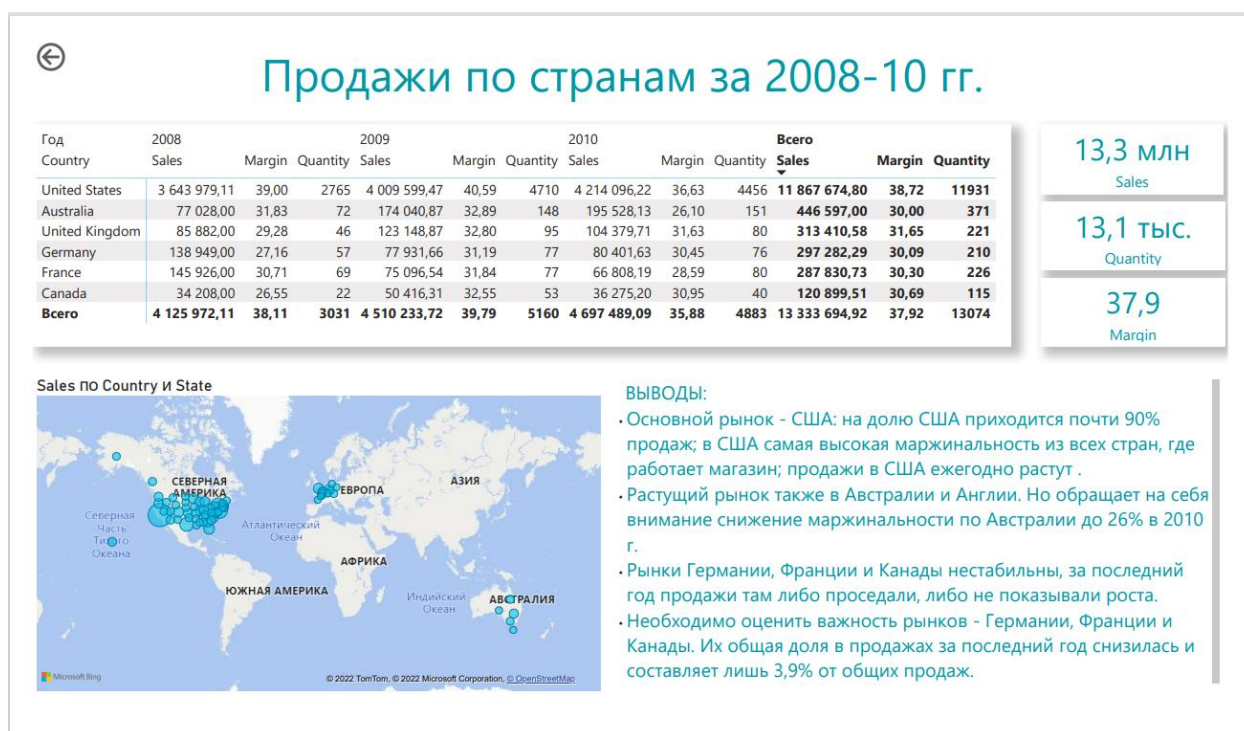 Продажи по странам за 2008-10 гг.
Год 2008 2009 2010 Всего
Country Sales Margin Quantity Sales Margin Quantity Sales Margin Quantity Sales Margin Quantity
United States 3 643 979,11 39,00 2765 4 009 599,47 40,59 4710 4 214 096,22 36,63 4456 11 867 674,80 38,72 11931
Australia 77 028,00 31,83 72 174 040,87 32,89 148 195 528,13 26,10 151 446 597,00 30,00 371
United Kingdom 85 882,00 29,28 46 123 148,87 32,80 95 104 379,71 31,63 80 313 410,58 31,65 221
Germany 138 949,00 27,16 57 77 931,66 31,19 77 80 401,63 30,45 76 297 282,29 30,09 210
France 145 926,00 30,71 69 75 096,54 31,84 77 66 808,19 28,59 80 287 830,73 30,30 226
Canada 34 208,00 26,55 22 50 416,31 32,55 53 36 275,20 30,95 40 120 899,51 30,69 115
Всего 4 125 972,11 38,11 3031 4 510 233,72 39,79 5160 4 697 489,09 35,88 4883 13 333 694,92 37,92 13074
13,3 млн
Sales
13,1 тыс.
Quantity
37,9
Margin
Sales по Country и State
СЕВЕРНАЯ
АМЕРИКА
ЕВРОПА
АЗИЯ
Северная
Часть
Тихого
Океана
Атлантический
Океан
АФРИКА
ЮЖНАЯ АМЕРИКА
Индийский
Океан
АВСТРАЛИЯ
Microsoft Bing
© 2022 TomTom, © 2022 Microsoft Corporation, © OpenStreetMap
ВЫВОДЫ:
• Основной рынок - США: на долю США приходится почти 90%
продаж; в США самая высокая маржинальность из всех стран, где
работает магазин; продажи в США ежегодно растут .
• Растущий рынок также в Австралии и Англии. Но обращает на себя
внимание снижение маржинальности по Австралии до 26% в 2010
г.
• Рынки Германии, Франции и Канады нестабильны, за последний
год продажи там либо проседали, либо не показывали роста.
• Необходимо оценить важность рынков - Германии, Франции и
Канады. Их общая доля в продажах за последний год снизилась и
составляет лишь 3,9% от общих продаж.